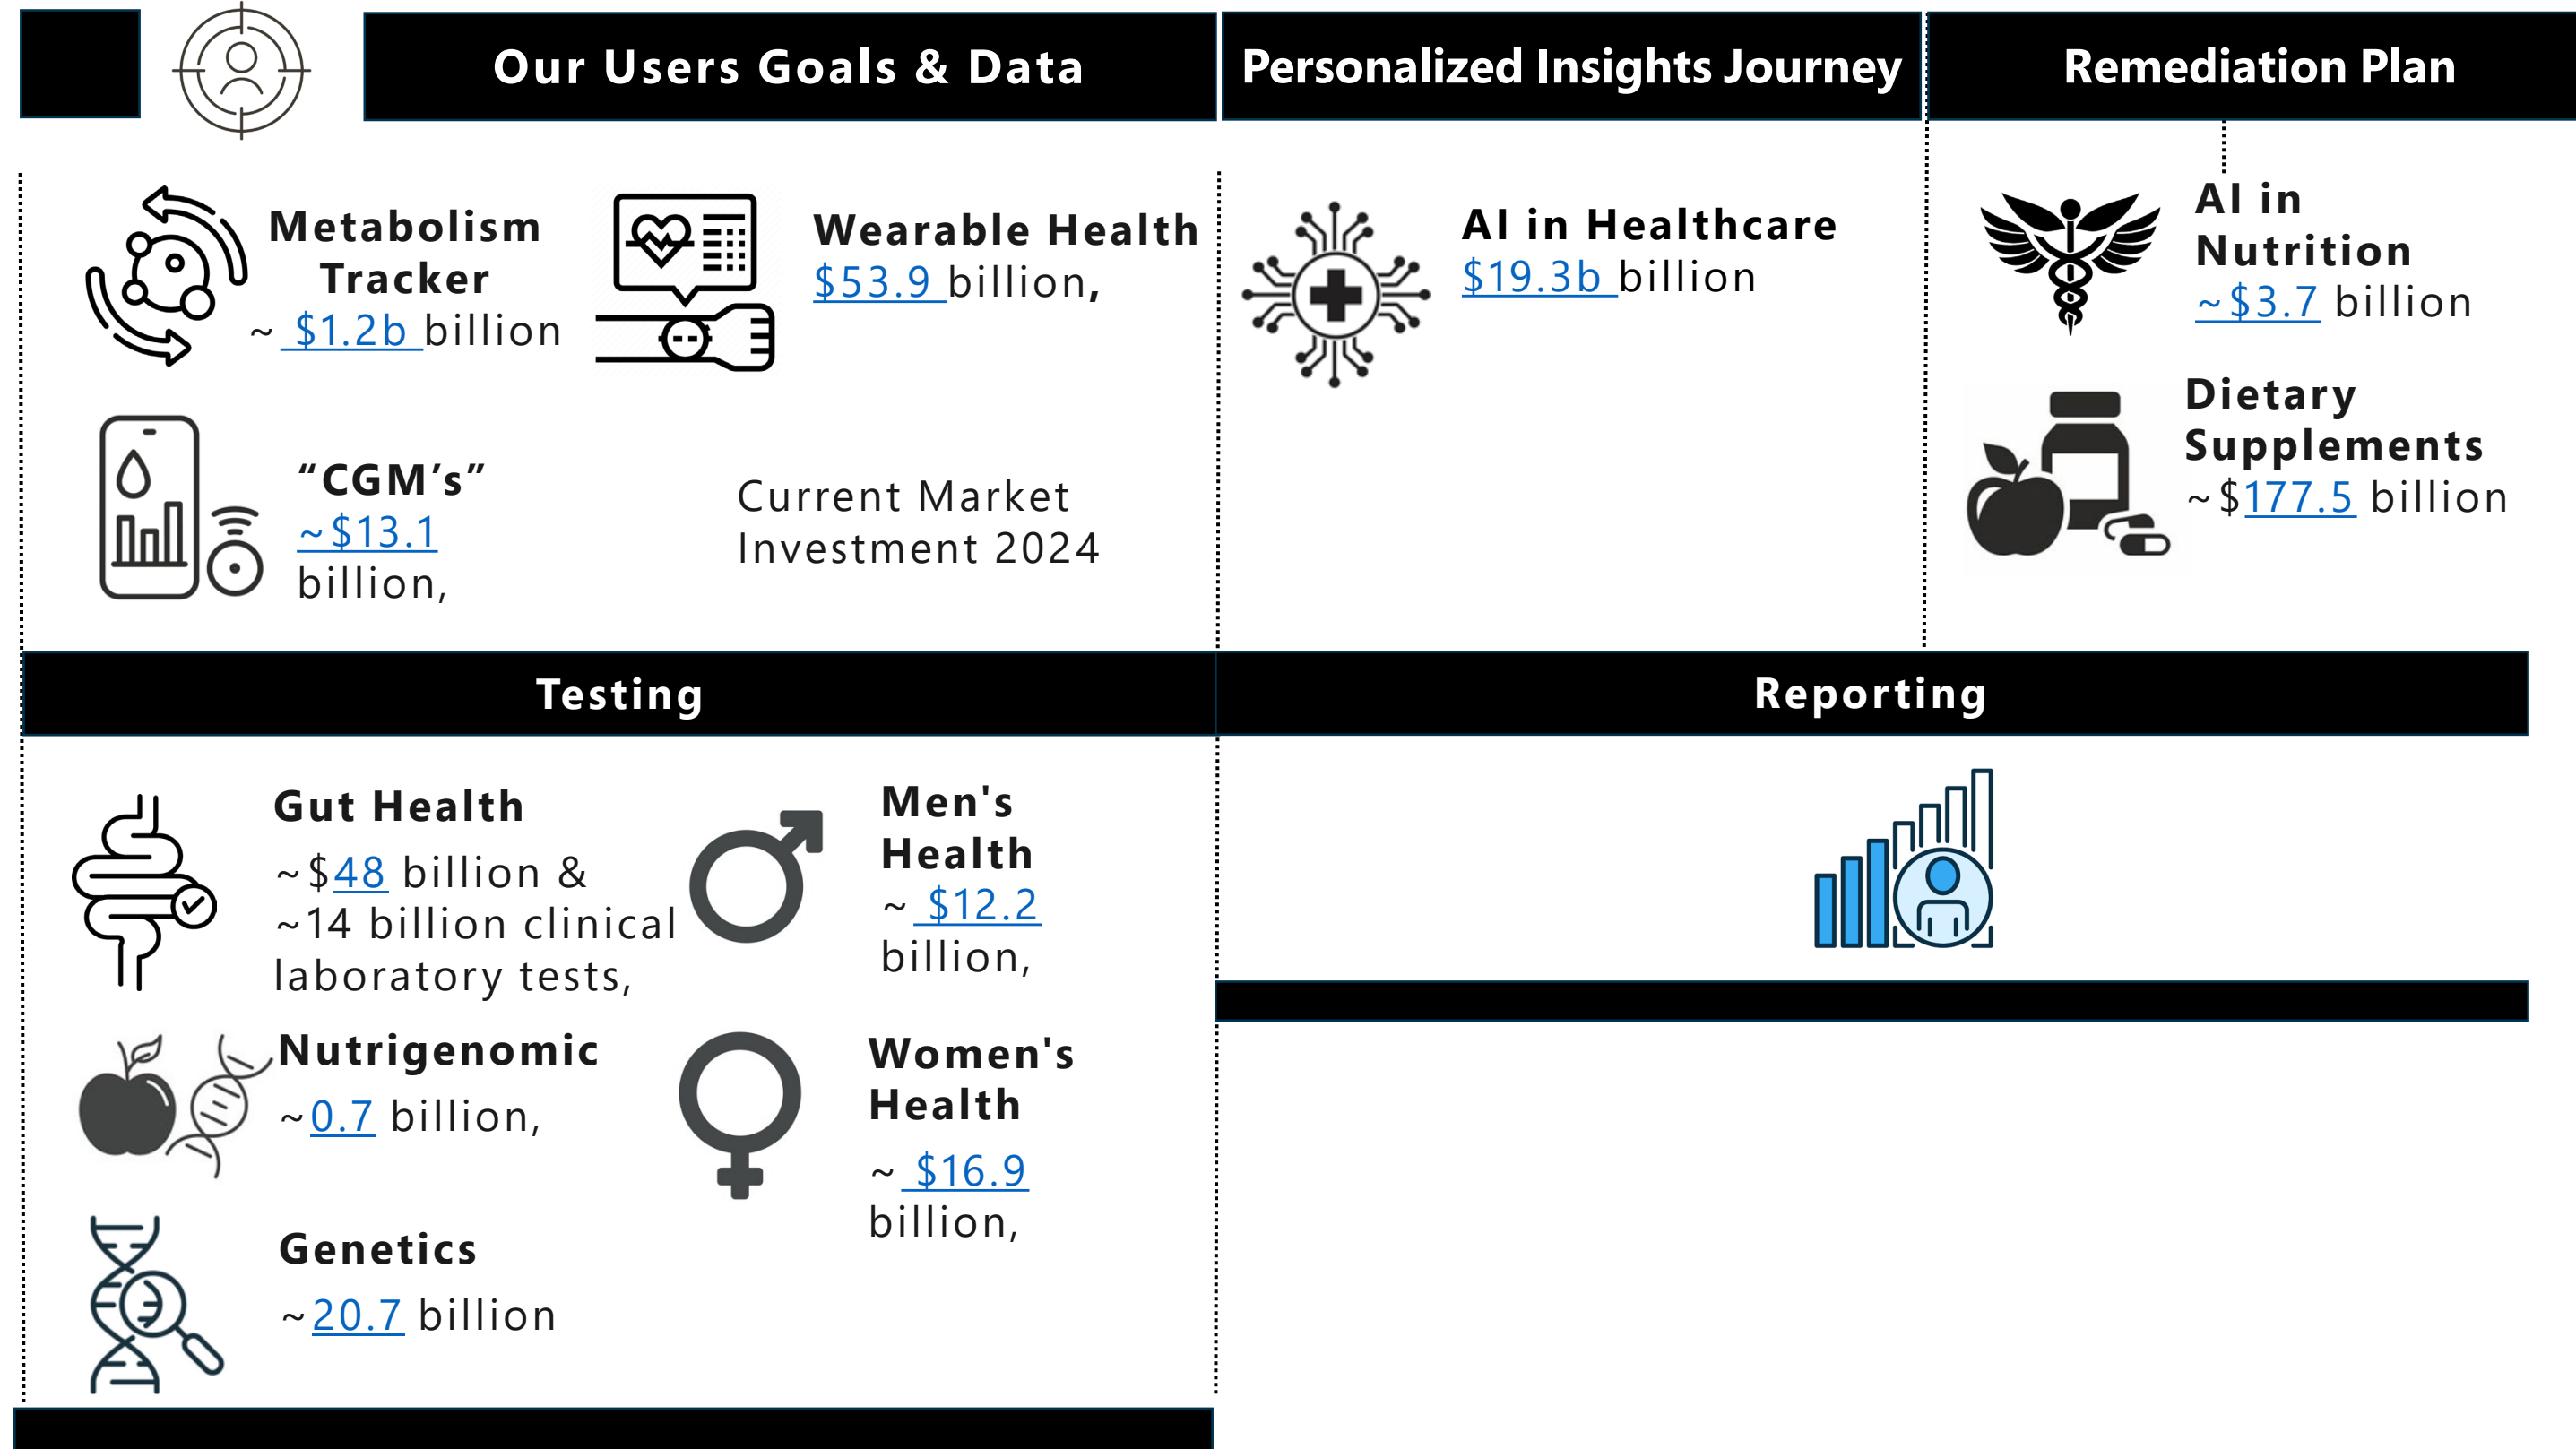 Our Users Goals & Data
Personalized Insights Journey
Remediation Plan
Metabolism
Tracker
~ $1.2b billion
Wearable Health
$53.9 billion,
“CGM’s”
~$13.1
billion,
Current Market
Investment 2024
AI in Healthcare
$19.3b billion
AI in
Nutrition
~$3.7 billion
Dietary
Supplements
~$177.5 billion
Testing
Reporting
Gut Health
~$48 billion &
~14 billion clinical
laboratory tests,
Men's
Health
~ $12.2
billion,
Nutrigenomic
~0.7 billion,
Women's
Health
~ $16.9
billion,
Genetics
~20.7 billion